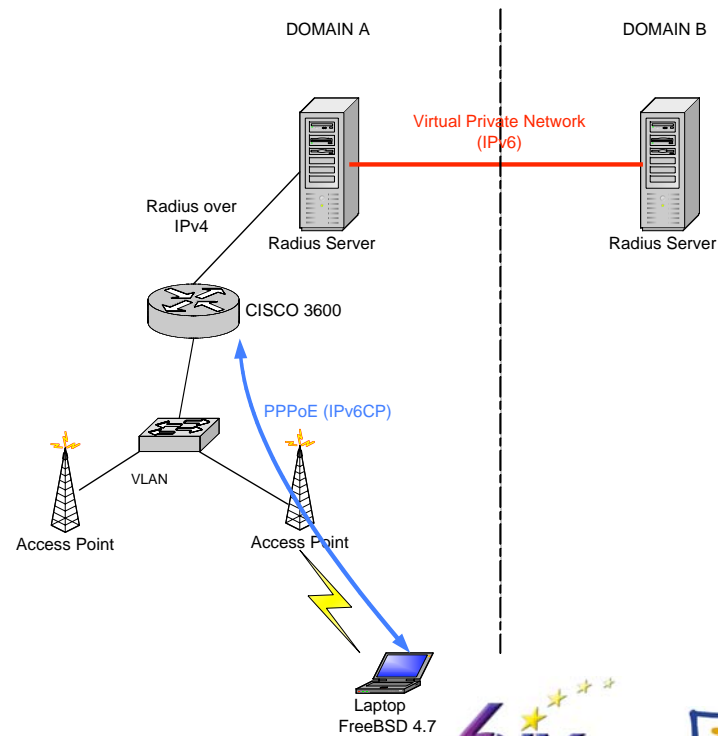 DOMAIN A
DOMAIN B
Virtual Private Network
(IPv6)
Radius over
IPv4
Radius Server
Radius Server
CISCO 3600
PPPoE (IPv6CP)
VLAN
Access Point
Access Point
Laptop
FreeBSD 4.7